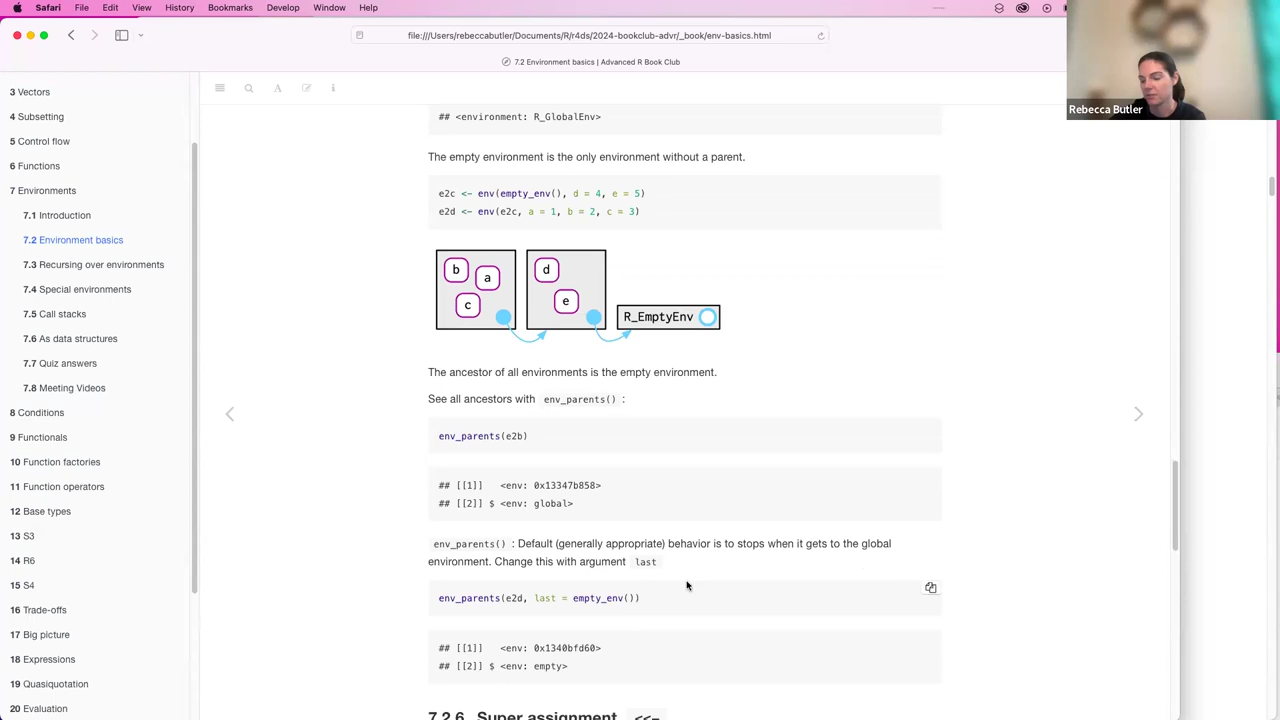 Safari File Edit View History Bookmarks Develop Window Help
file:///Users/rebeccabutler/Documents/R/r4ds/2024-bookclub-advr/_book/env-basics.html
7.2 Environment basics | Advanced R Book Club
Rebecca Butler
3 Vectors
4 Subsetting
5 Control flow
6 Functions
7 Environments
7.1 Introduction
7.2 Environment basics
7.3 Recursing over environments
7.4 Special environments
7.5 Call stacks
7.6 As data structures
7.7 Quiz answers
7.8 Meeting Videos
8 Conditions
9 Functionals
10 Function factories
11 Function operators
12 Base types
13 S3
14 R6
15 S4
16 Trade-offs
17 Big picture
18 Expressions
19 Quasiquotation
20 Evaluation
## <environment: R_GlobalEnv>
The empty environment is the only environment without a parent.
e2c <- env(empty_env(), d = 4, e = 5)
e2d <- env(e2c, a = 1, b = 2, c = 3)
b a c
d e
R_EmptyEnv
The ancestor of all environments is the empty environment.
See all ancestors with env_parents() :
env_parents(e2b)
## [[1]]   <env: 0x13347b858>
## [[2]] $ <env: global>
env_parents() : Default (generally appropriate) behavior is to stops when it gets to the global
environment. Change this with argument last
env_parents(e2d, last = empty_env())
## [[1]]   <env: 0x1340bfd60>
## [[2]] $ <env: empty>
7.2.6 Super assignment, <<-